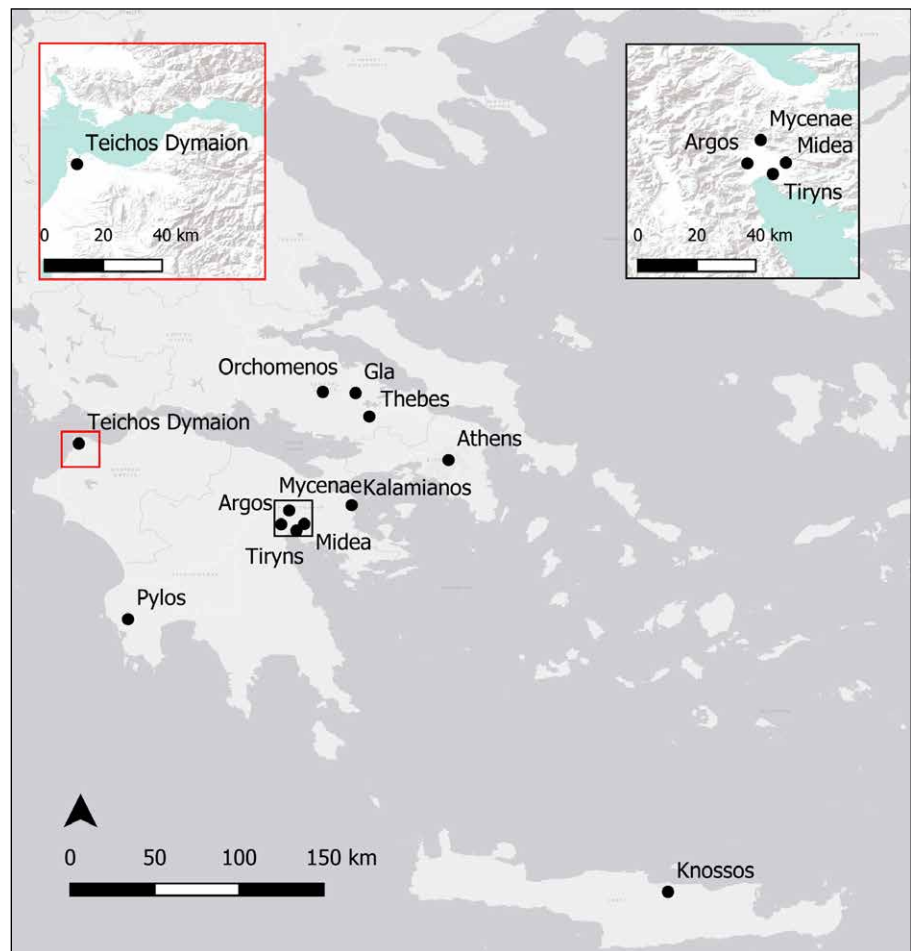 Teichos Dymaion
0 20 40 km
Mycenae
Argos
Midea
Tiryns
0 20 40 km
Orchomenos
Gla
Thebes
Teichos Dymaion
Athens
Mycenae
Kalamianos
Argos
Midea
Tiryns
Pylos
0 50 100 150 km
Knossos